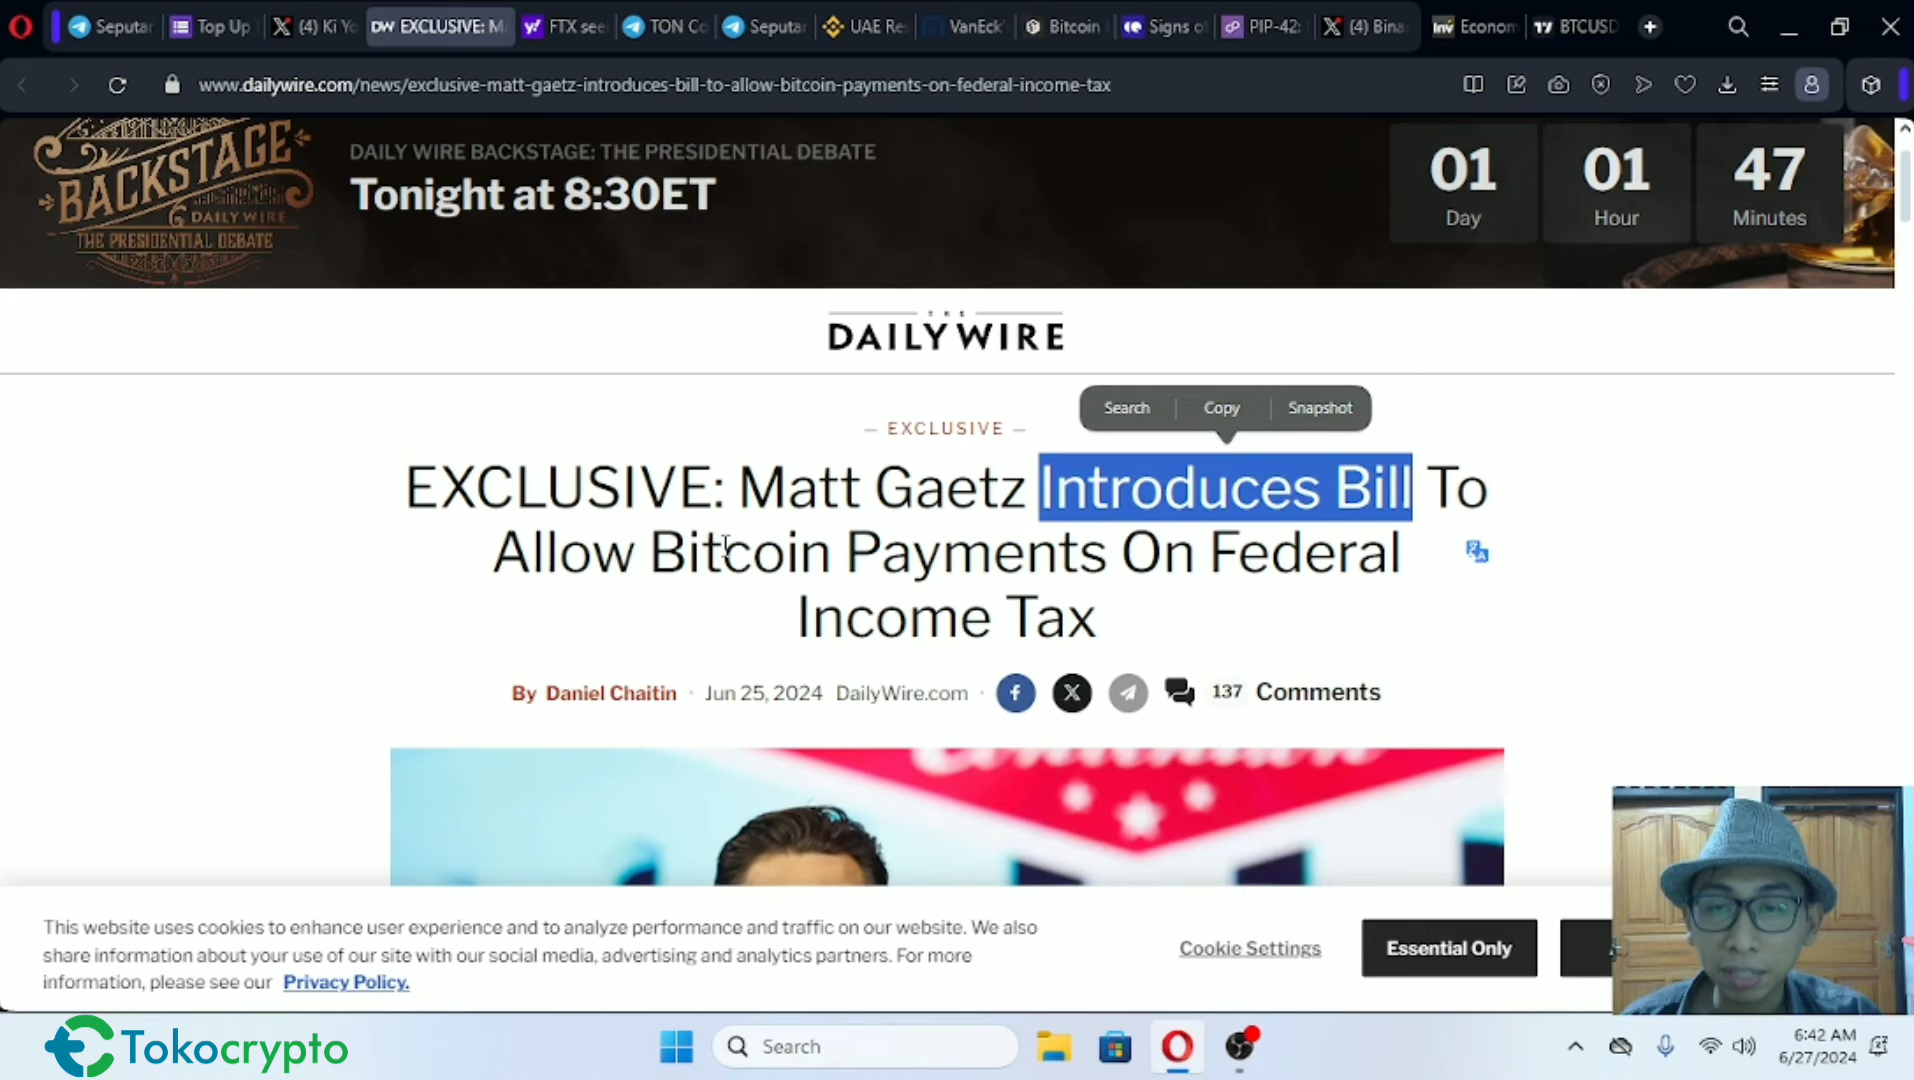 Seputar
Top Up
(4) Ki Yo
DW EXCLUSIVE: M
FTX see
TON Co
Seputar
UAE Re
VanEck'
Bitcoin
Signs o
PIP-42:
(4) Bina
Inv Econom
BTCUSD
www.dailywire.com/news/exclusive-matt-gaetz-introduces-bill-to-allow-bitcoin-payments-on-federal-income-tax
BACKSTAGE
DAILY WIRE
THE PRESIDENTIAL DEBATE
DAILY WIRE BACKSTAGE: THE PRESIDENTIAL DEBATE
Tonight at 8:30ET
01 01 47
Day Hour Minutes
THE
DAILY WIRE
— EXCLUSIVE —
Search Copy Snapshot
EXCLUSIVE: Matt Gaetz Introduces Bill To
Allow Bitcoin Payments On Federal
Income Tax
By Daniel Chaitin · Jun 25, 2024 DailyWire.com · 137 Comments
This website uses cookies to enhance user experience and to analyze performance and traffic on our website. We also
share information about your use of our site with our social media, advertising and analytics partners. For more
information, please see our Privacy Policy.
Cookie Settings
Essential Only
Tokocrypto
Search
6:42 AM
6/27/2024